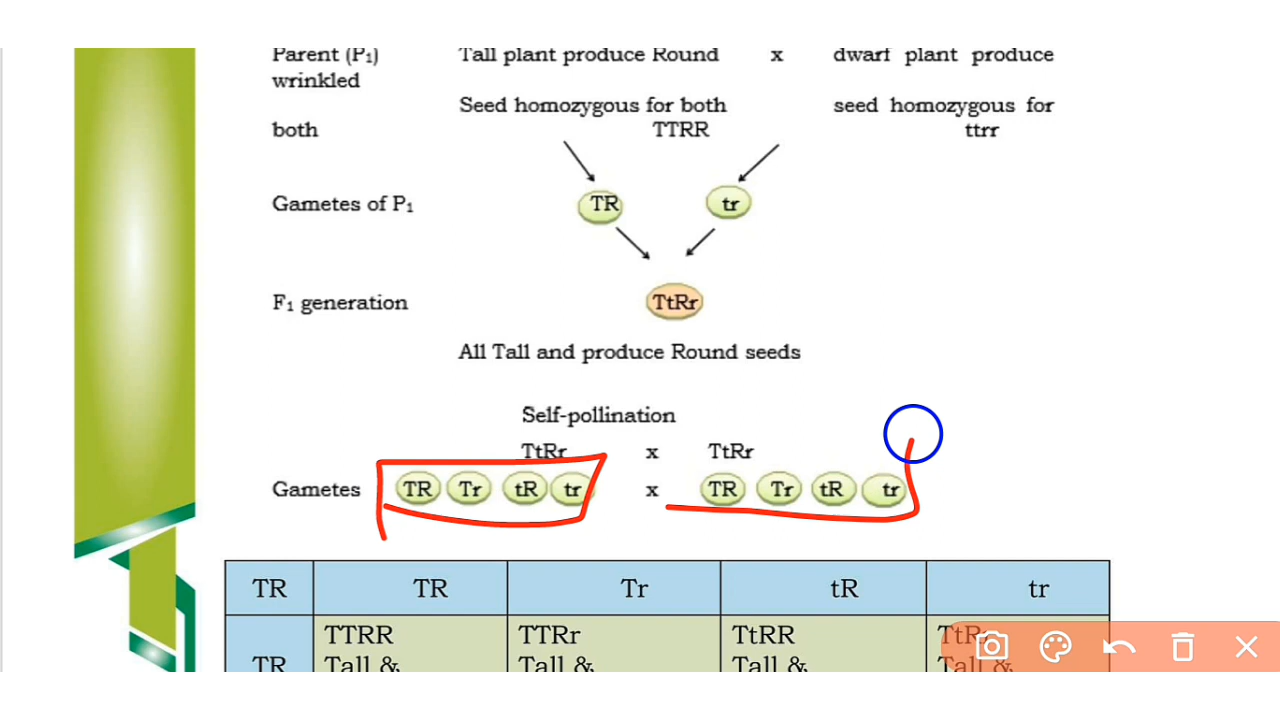 Parent (P₁) Tall plant produce Round x dwarf plant produce
wrinkled
Seed homozygous for both seed homozygous for
both TTRR ttrr
Gametes of P₁ TR tr
F₁ generation TtRr
All Tall and produce Round seeds
Self-pollination
TtRr x TtRr
Gametes TR Tr tR tr x TR Tr tR tr
TR TR Tr tR tr
TTRR TTRr TtRR TtRr
TR Tall & Tall & Tall & Tall &